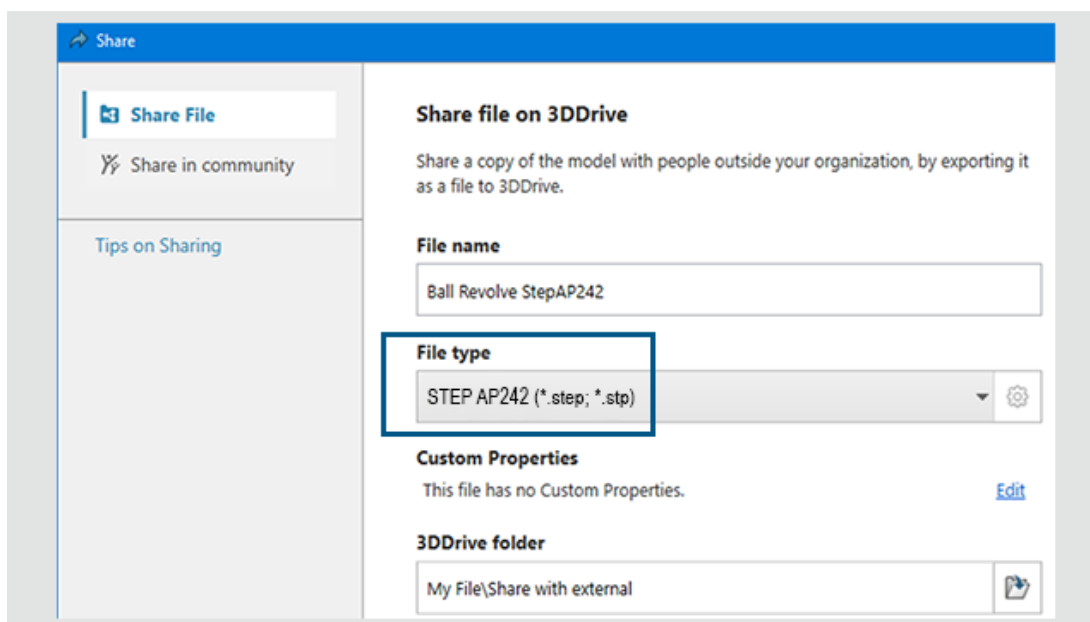 Share
Share File
Share in community
Tips on Sharing
Share file on 3DDrive
Share a copy of the model with people outside your organization, by exporting it
as a file to 3DDrive.
File name
Ball Revolve StepAP242
File type
STEP AP242 (*.step; *.stp)
Custom Properties
This file has no Custom Properties.
Edit
3DDrive folder
My File\Share with external